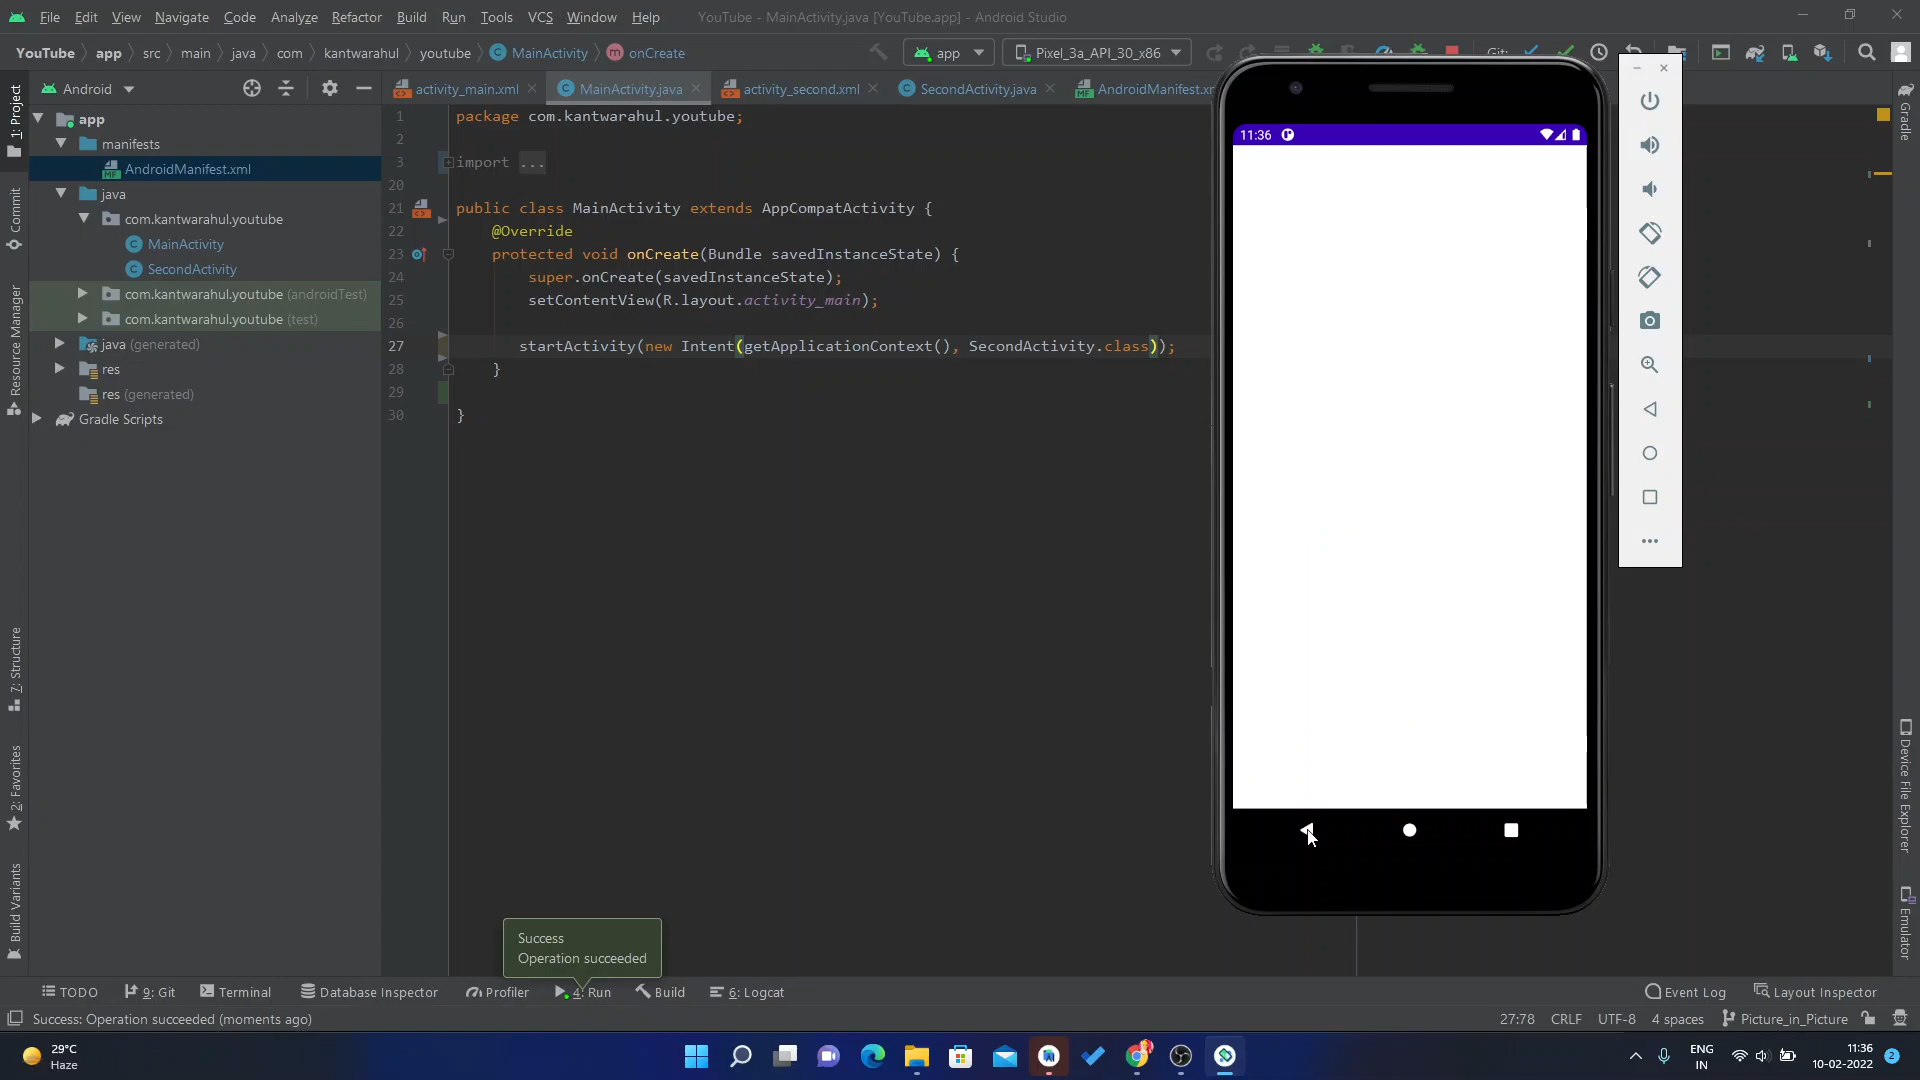 File Edit View Navigate Code Analyze Refactor Build Run Tools VCS Window Help YouTube - MainActivity.java [YouTube.app] - Android Studio
YouTube app src main java com kantwarahul youtube MainActivity onCreate app Pixel_3a_API_30_x86 Git:
Android
activity_main.xml MainActivity.java activity_second.xml SecondActivity.java AndroidManifest.xm
1: Project
Commit
Resource Manager
7: Structure
2: Favorites
Build Variants
app
manifests
AndroidManifest.xml
java
com.kantwarahul.youtube
MainActivity
SecondActivity
com.kantwarahul.youtube (androidTest)
com.kantwarahul.youtube (test)
java (generated)
res
res (generated)
Gradle Scripts
1 package com.kantwarahul.youtube;
2
3 import ...
20
21 public class MainActivity extends AppCompatActivity {
22 @Override
23 protected void onCreate(Bundle savedInstanceState) {
24 super.onCreate(savedInstanceState);
25 setContentView(R.layout.activity_main);
26
27 startActivity(new Intent(getApplicationContext(), SecondActivity.class));
28 }
29
30 }
11:36
Gradle
Device File Explorer
Emulator
Success
Operation succeeded
TODO 9: Git Terminal Database Inspector Profiler 4: Run Build 6: Logcat Event Log Layout Inspector
Success: Operation succeeded (moments ago) 27:78 CRLF UTF-8 4 spaces Picture_in_Picture
29°C
Haze
ENG
IN
11:36
10-02-2022
2